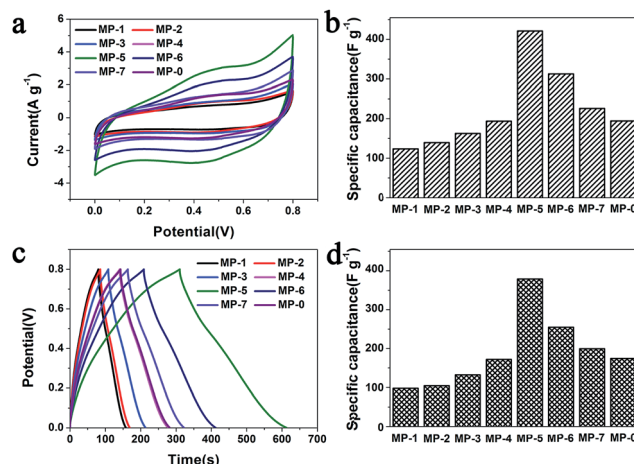 a
MP-1 MP-2
MP-3 MP-4
MP-5 MP-6
MP-7 MP-0
Current(A g-1)
4
2
0
-2
-4
0.0 0.2 0.4 0.6 0.8
Potential(V)
b
Specific capacitance(F g-1)
400
300
200
100
0
MP-1 MP-2 MP-3 MP-4 MP-5 MP-6 MP-7 MP-0
c
MP-1 MP-2
MP-3 MP-4
MP-5 MP-6
MP-7 MP-0
Potential(V)
0.8
0.6
0.4
0.2
0.0
0 100 200 300 400 500 600 700
Time(s)
d
Specific capacitance(F g-1)
400
300
200
100
0
MP-1 MP-2 MP-3 MP-4 MP-5 MP-6 MP-7 MP-0